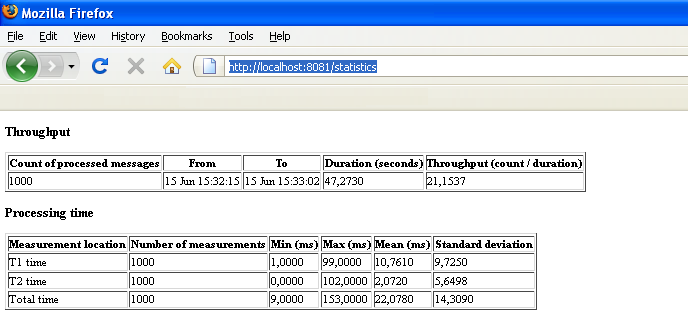 Mozilla Firefox
File Edit View History Bookmarks Tools Help
http://localhost:8081/statistics
Throughput
Count of processed messages From To Duration (seconds) Throughput (count / duration)
1000 15 Jun 15:32:15 15 Jun 15:33:02 47,2730 21,1537
Processing time
Measurement location Number of measurements Min (ms) Max (ms) Mean (ms) Standard deviation
T1 time 1000 1,0000 99,0000 10,7610 9,7250
T2 time 1000 0,0000 102,0000 2,0720 5,6498
Total time 1000 9,0000 153,0000 22,0780 14,3090